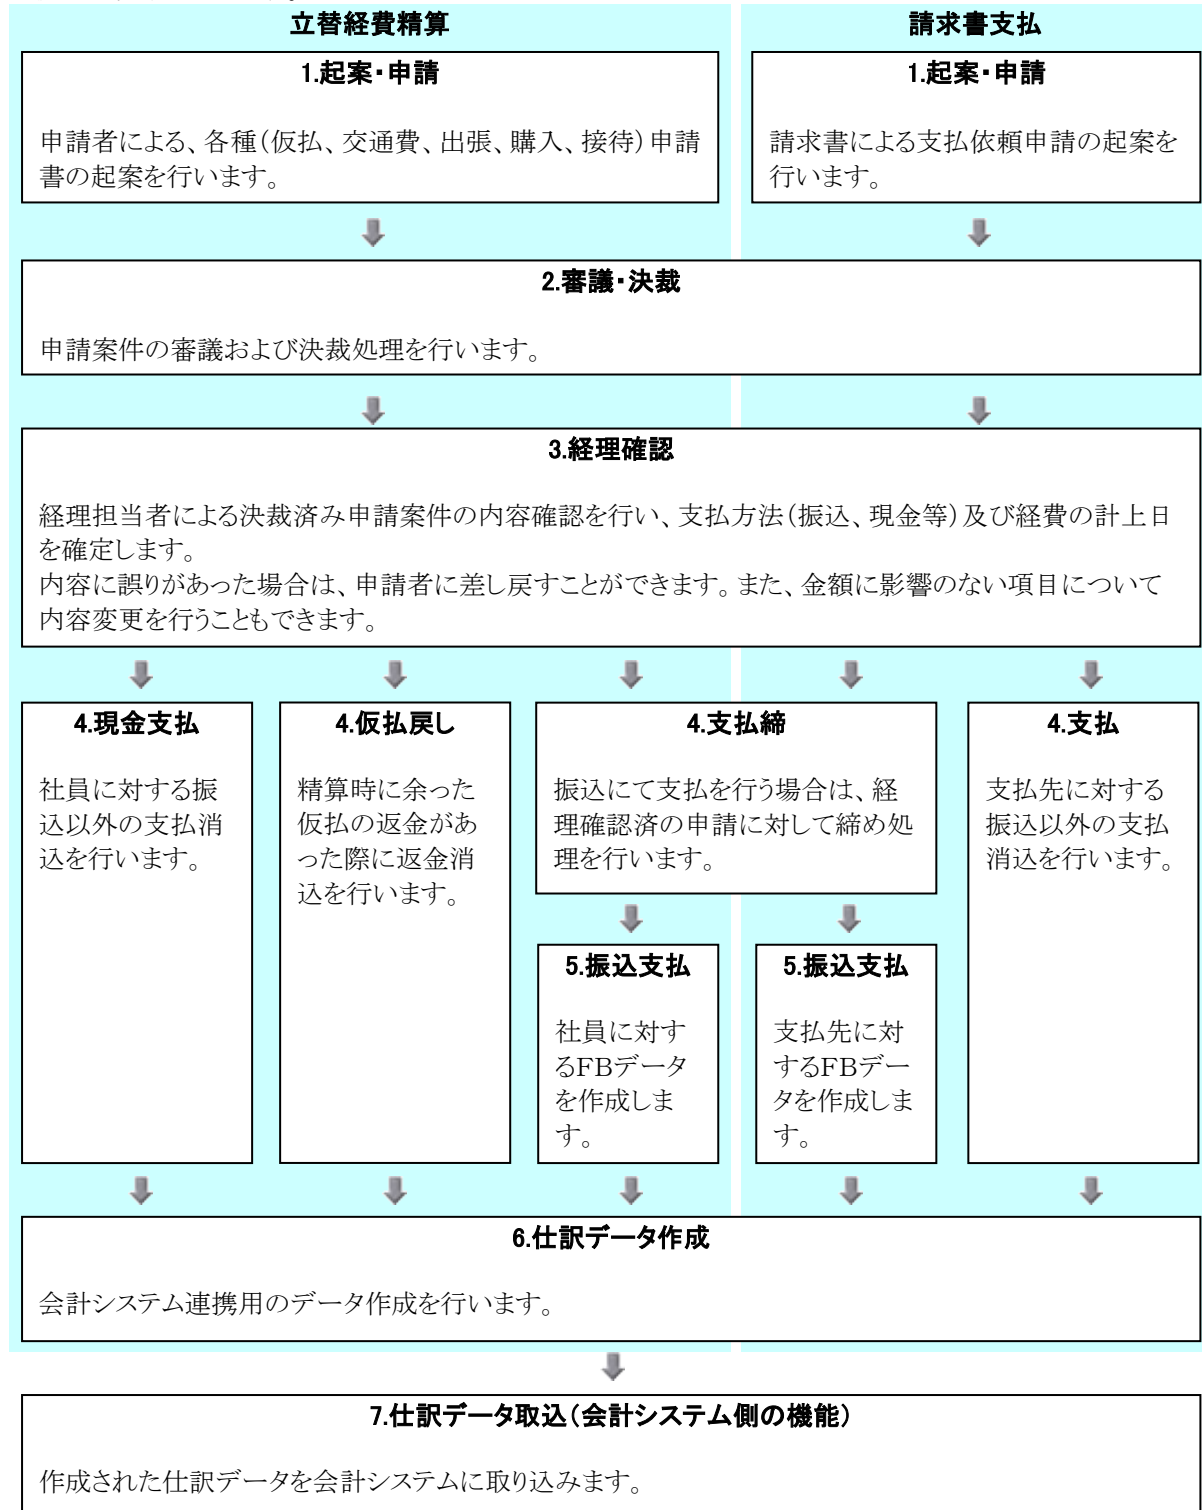 立替経費精算
請求書支払
1.起案・申請
申請者による、各種（仮払、交通費、出張、購入、接待）申請
書の起案を行います。
1.起案・申請
請求書による支払依頼申請の起案を
行います。
2.審議・決裁
申請案件の審議および決裁処理を行います。
3.経理確認
経理担当者による決裁済み申請案件の内容確認を行い、支払方法（振込、現金等）及び経費の計上日
を確定します。
内容に誤りがあった場合は、申請者に差し戻すことができます。また、金額に影響のない項目について
内容変更を行うこともできます。
4.現金支払
社員に対する振
込以外の支払消
込を行います。
4.仮払戻し
精算時に余った
仮払の返金があ
った際に返金消
込を行います。
4.支払締
振込にて支払を行う場合は、経
理確認済の申請に対して締め処
理を行います。
4.支払
支払先に対する
振込以外の支払
消込を行います。
5.振込支払
社員に対す
るFBデータ
を作成しま
す。
5.振込支払
支払先に対
するFBデー
タを作成しま
す。
6.仕訳データ作成
会計システム連携用のデータ作成を行います。
7.仕訳データ取込（会計システム側の機能）
作成された仕訳データを会計システムに取り込みます。